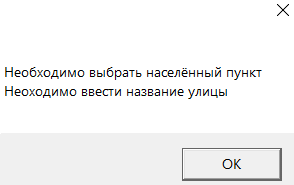 Необходимо выбрать населённый пункт
Неоходимо ввести название улицы
OK